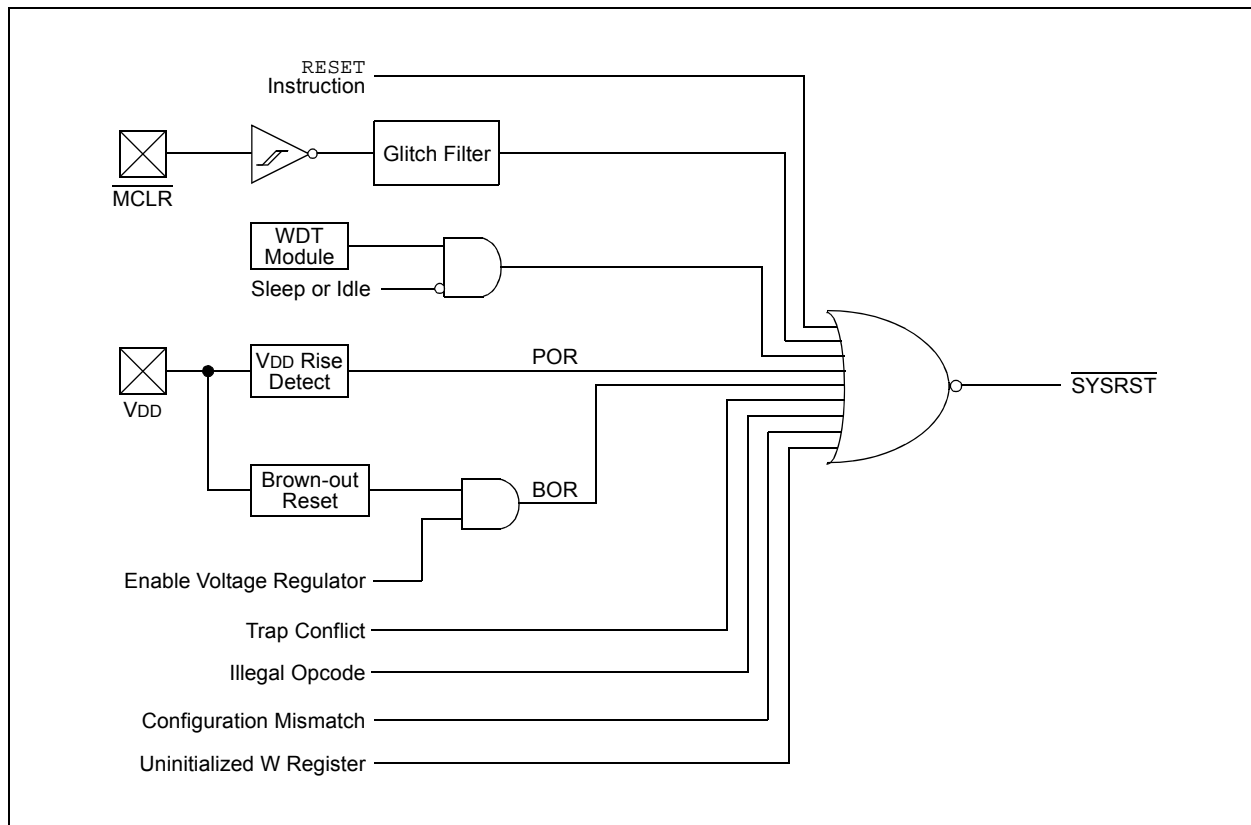 RESET
Instruction
Glitch Filter
MCLR
WDT
Module
Sleep or Idle
VDD Rise
Detect
POR
VDD
SYSRST
Brown-out
Reset
BOR
Enable Voltage Regulator
Trap Conflict
Illegal Opcode
Configuration Mismatch
Uninitialized W Register